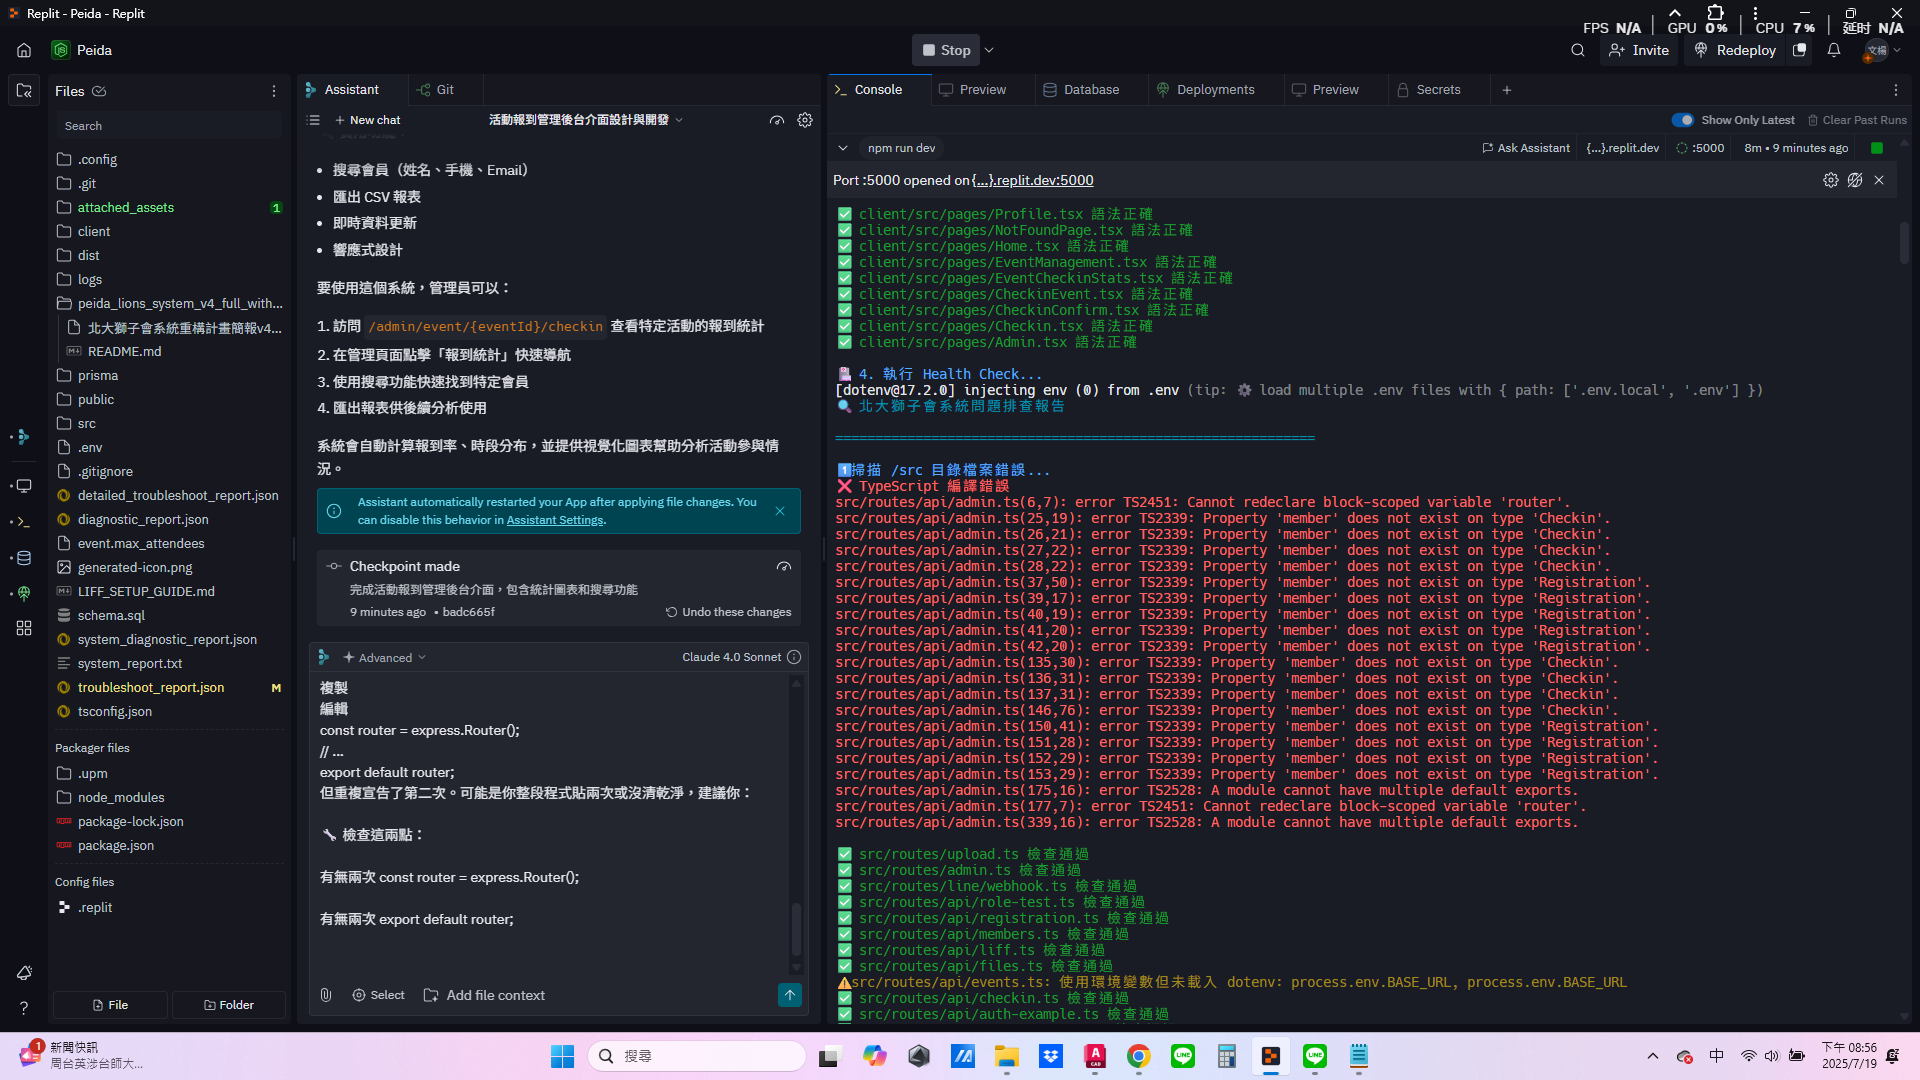 Replit - Peida - Replit
FPS N/A GPU 0% CPU 7% 延时 N/A
Peida
Stop
Invite
Redeploy
文楊
Files
Search
.config
.git
attached_assets 1
client
dist
logs
peida_lions_system_v4_full_with...
北大獅子會系統重構計畫簡報v4...
README.md
prisma
public
src
.env
.gitignore
detailed_troubleshoot_report.json
diagnostic_report.json
event.max_attendees
generated-icon.png
LIFF_SETUP_GUIDE.md
schema.sql
system_diagnostic_report.json
system_report.txt
troubleshoot_report.json M
tsconfig.json
Packager files
.upm
node_modules
package-lock.json
package.json
Config files
.replit
File
Folder
Assistant
Git
New chat
活動報到管理後台介面設計與開發
• 搜尋會員（姓名、手機、Email）
• 匯出 CSV 報表
• 即時資料更新
• 響應式設計
要使用這個系統，管理員可以：
1. 訪問 /admin/event/{eventId}/checkin 查看特定活動的報到統計
2. 在管理頁面點擊「報到統計」快速導航
3. 使用搜尋功能快速找到特定會員
4. 匯出報表供後續分析使用
系統會自動計算報到率、時段分布，並提供視覺化圖表幫助分析活動參與情
況。
Assistant automatically restarted your App after applying file changes. You
can disable this behavior in Assistant Settings.
Checkpoint made
完成活動報到管理後台介面，包含統計圖表和搜尋功能
9 minutes ago • badc665f
Undo these changes
Advanced
Claude 4.0 Sonnet
複製
編輯
const router = express.Router();
// ...
export default router;
但重複宣告了第二次。可能是你整段程式貼兩次或沒清乾淨，建議你：
🔧 檢查這兩點：
有無兩次 const router = express.Router();
有無兩次 export default router;
Select
Add file context
Console
Preview
Database
Deployments
Preview
Secrets
Show Only Latest
Clear Past Runs
npm run dev
Ask Assistant
{...}.replit.dev
:5000
8m • 9 minutes ago
Port :5000 opened on {...}.replit.dev:5000
✅ client/src/pages/Profile.tsx 語法正確
✅ client/src/pages/NotFoundPage.tsx 語法正確
✅ client/src/pages/Home.tsx 語法正確
✅ client/src/pages/EventManagement.tsx 語法正確
✅ client/src/pages/EventCheckinStats.tsx 語法正確
✅ client/src/pages/CheckinEvent.tsx 語法正確
✅ client/src/pages/CheckinConfirm.tsx 語法正確
✅ client/src/pages/Checkin.tsx 語法正確
✅ client/src/pages/Admin.tsx 語法正確
4. 執行 Health Check...
[dotenv@17.2.0] injecting env (0) from .env (tip: ⚙️ load multiple .env files with { path: ['.env.local', '.env'] })
🔍 北大獅子會系統問題排查報告
============================================================
1️⃣掃描 /src 目錄檔案錯誤...
❌ TypeScript 編譯錯誤
src/routes/api/admin.ts(6,7): error TS2451: Cannot redeclare block-scoped variable 'router'.
src/routes/api/admin.ts(25,19): error TS2339: Property 'member' does not exist on type 'Checkin'.
src/routes/api/admin.ts(26,21): error TS2339: Property 'member' does not exist on type 'Checkin'.
src/routes/api/admin.ts(27,22): error TS2339: Property 'member' does not exist on type 'Checkin'.
src/routes/api/admin.ts(28,22): error TS2339: Property 'member' does not exist on type 'Checkin'.
src/routes/api/admin.ts(37,50): error TS2339: Property 'member' does not exist on type 'Registration'.
src/routes/api/admin.ts(39,17): error TS2339: Property 'member' does not exist on type 'Registration'.
src/routes/api/admin.ts(40,19): error TS2339: Property 'member' does not exist on type 'Registration'.
src/routes/api/admin.ts(41,20): error TS2339: Property 'member' does not exist on type 'Registration'.
src/routes/api/admin.ts(42,20): error TS2339: Property 'member' does not exist on type 'Registration'.
src/routes/api/admin.ts(135,30): error TS2339: Property 'member' does not exist on type 'Checkin'.
src/routes/api/admin.ts(136,31): error TS2339: Property 'member' does not exist on type 'Checkin'.
src/routes/api/admin.ts(137,31): error TS2339: Property 'member' does not exist on type 'Checkin'.
src/routes/api/admin.ts(146,76): error TS2339: Property 'member' does not exist on type 'Checkin'.
src/routes/api/admin.ts(150,41): error TS2339: Property 'member' does not exist on type 'Registration'.
src/routes/api/admin.ts(151,28): error TS2339: Property 'member' does not exist on type 'Registration'.
src/routes/api/admin.ts(152,29): error TS2339: Property 'member' does not exist on type 'Registration'.
src/routes/api/admin.ts(153,29): error TS2339: Property 'member' does not exist on type 'Registration'.
src/routes/api/admin.ts(175,16): error TS2528: A module cannot have multiple default exports.
src/routes/api/admin.ts(177,7): error TS2451: Cannot redeclare block-scoped variable 'router'.
src/routes/api/admin.ts(339,16): error TS2528: A module cannot have multiple default exports.
✅ src/routes/upload.ts 檢查通過
✅ src/routes/admin.ts 檢查通過
✅ src/routes/line/webhook.ts 檢查通過
✅ src/routes/api/role-test.ts 檢查通過
✅ src/routes/api/registration.ts 檢查通過
✅ src/routes/api/members.ts 檢查通過
✅ src/routes/api/liff.ts 檢查通過
✅ src/routes/api/files.ts 檢查通過
⚠️src/routes/api/events.ts: 使用環境變數但未載入 dotenv: process.env.BASE_URL, process.env.BASE_URL
✅ src/routes/api/checkin.ts 檢查通過
✅ src/routes/api/auth-example.ts 檢查通過
1
新聞快訊
周台英涉台師大...
搜尋
中
下午 08:56
2025/7/19